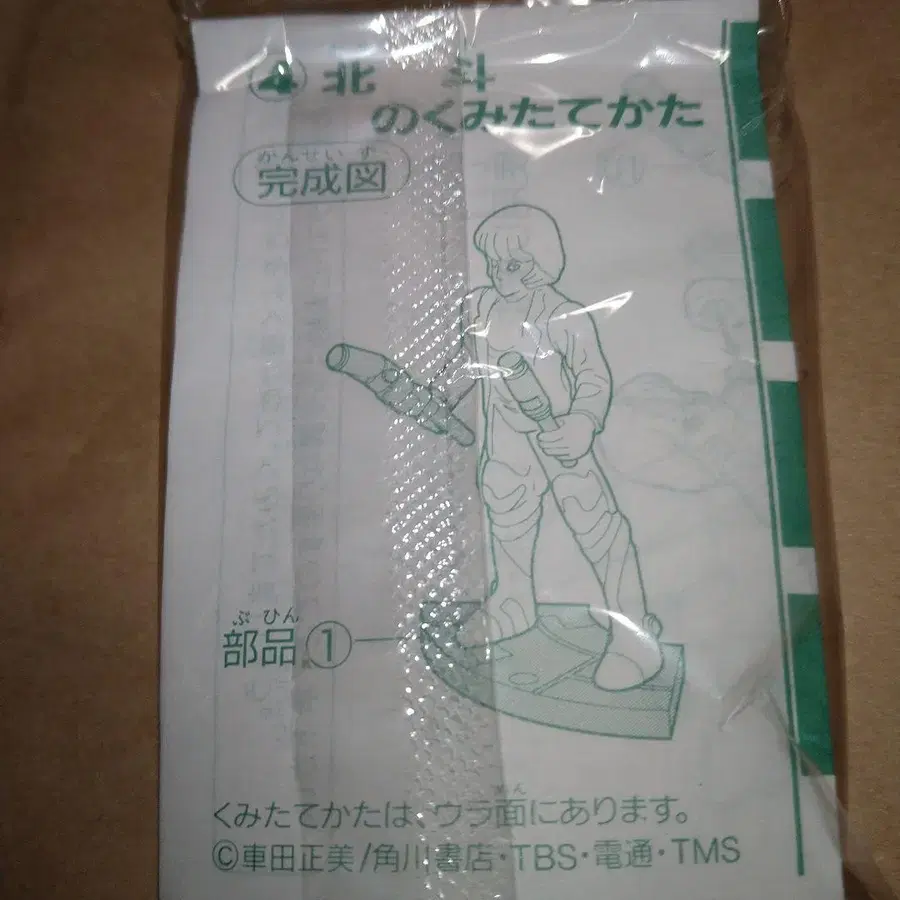 ④北 斗
のくみたてかた
かんせいず
完成図
ぶひん
部品①
めん
くみたてかたは、ウラ面にあります。
©車田正美/角川書店・TBS・電通・TMS